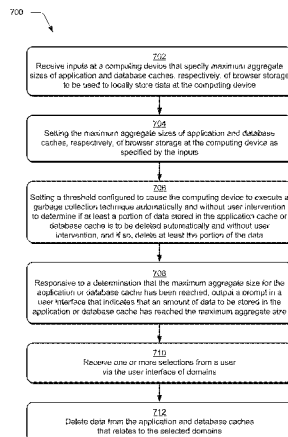 700
702
Receive inputs at a computing device that specify maximum aggregate
sizes of application and database caches, respectively, of browser storage
to be used to locally store data at the computing device
704
Setting the maximum aggregate sizes of application and database
caches, respectively, of browser storage at the computing device as
specified by the inputs
706
Setting a threshold configured to cause the computing device to execute a
garbage collection technique automatically and without user intervention
to determine if at least a portion of data stored in the application cache or
database cache is to be deleted automatically and without user
intervention, and if so, delete at least the portion of the data
708
Responsive to a determination that the maximum aggregate size for the
application or database cache has been reached, output a prompt in a
user interface that indicates that an amount of data to be stored in the
application or database cache has reached the maximum aggregate size
710
Receive one or more selections from a user
via the user interface of domains
712
Delete data from the application and database caches
that relates to the selected domains